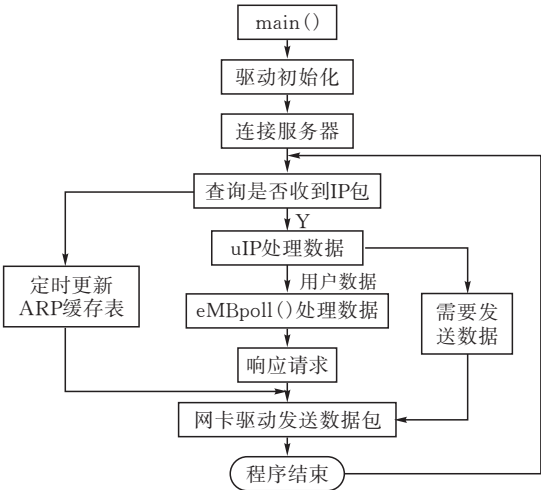 main()
驱动初始化
连接服务器
查询是否收到IP包
Y
uIP处理数据
用户数据
定时更新
ARP缓存表
eMBpoll()处理数据
需要发
送数据
响应请求
网卡驱动发送数据包
程序结束